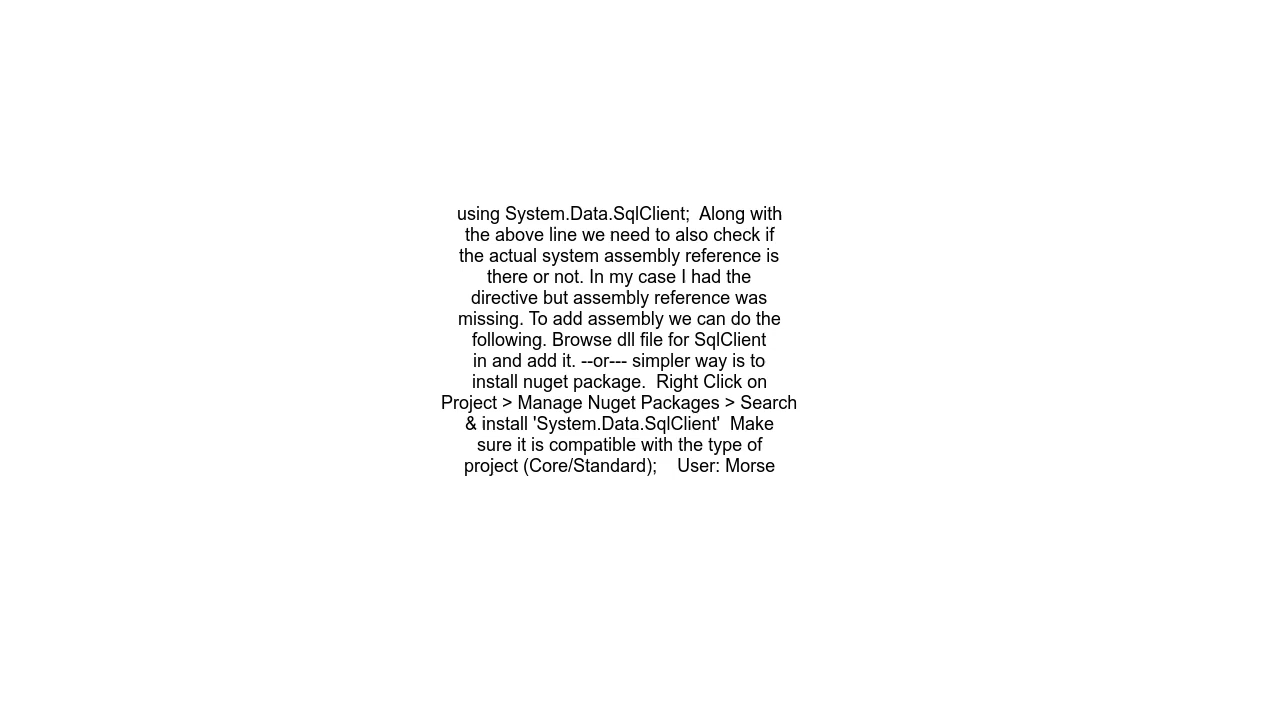 using System.Data.SqlClient;  Along with
the above line we need to also check if
the actual system assembly reference is
there or not. In my case I had the
directive but assembly reference was
missing. To add assembly we can do the
following. Browse dll file for SqlClient
in and add it. --or--- simpler way is to
install nuget package.  Right Click on
Project > Manage Nuget Packages > Search
& install 'System.Data.SqlClient'  Make
sure it is compatible with the type of
project (Core/Standard);    User: Morse